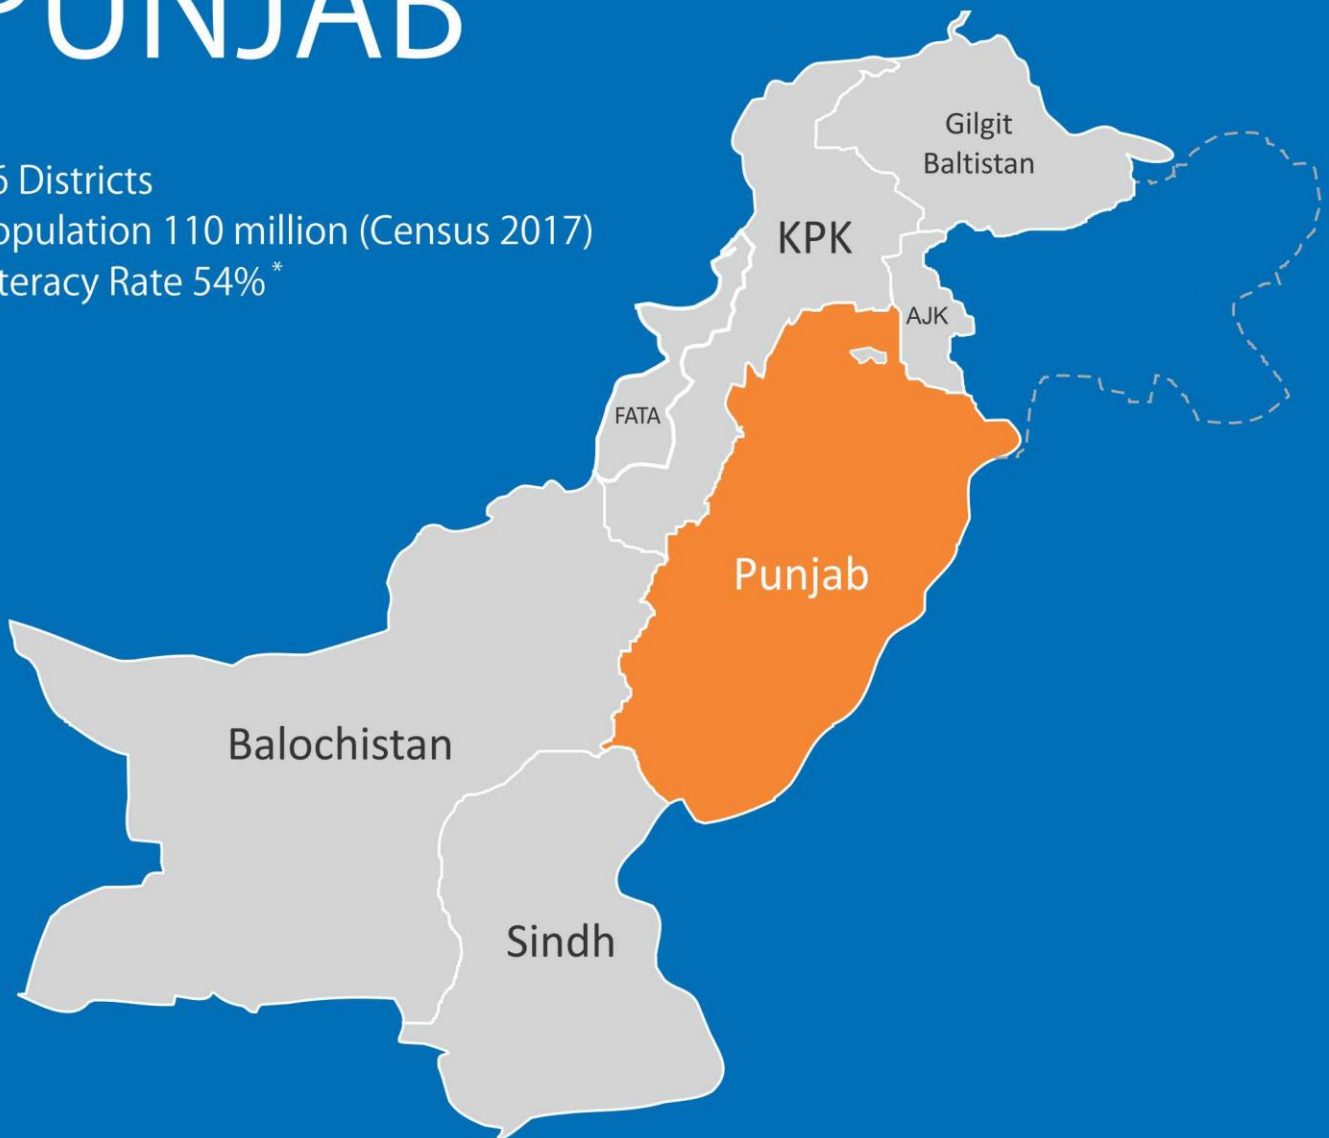 PUNJAB
6 Districts
opulation 110 million (Census 2017)
teracy Rate 54%*
Gilgit
Baltistan
KPK
AJK
FATA
Punjab
Balochistan
Sindh